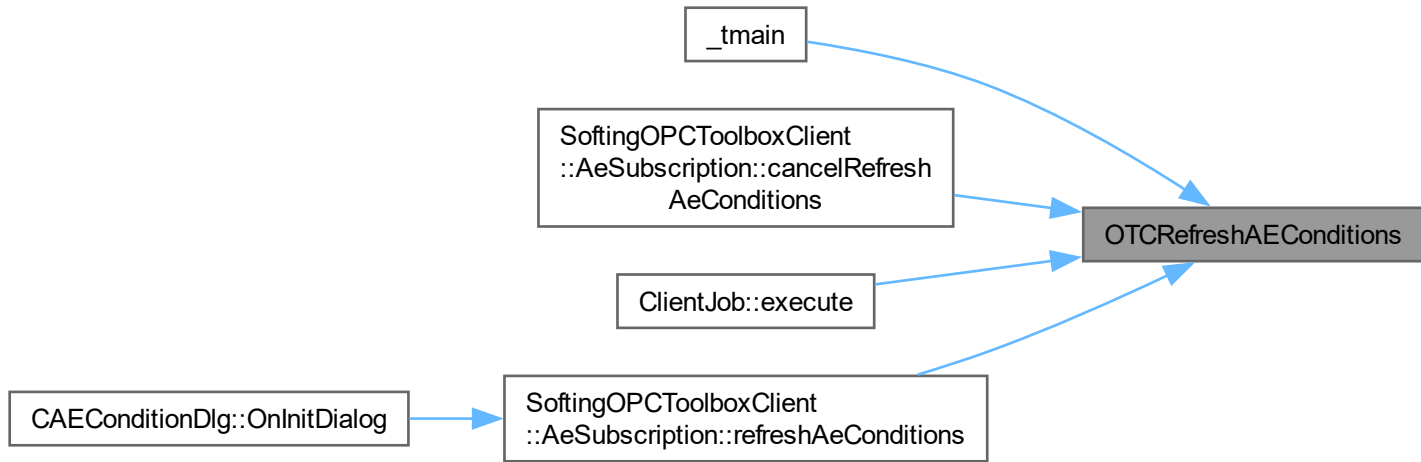 _tmain
SoftingOPCToolboxClient
::AeSubscription::cancelRefresh
AeConditions
OTCRefreshAEConditions
ClientJob::execute
CAEConditionDlg::OnInitDialog
SoftingOPCToolboxClient
::AeSubscription::refreshAeConditions